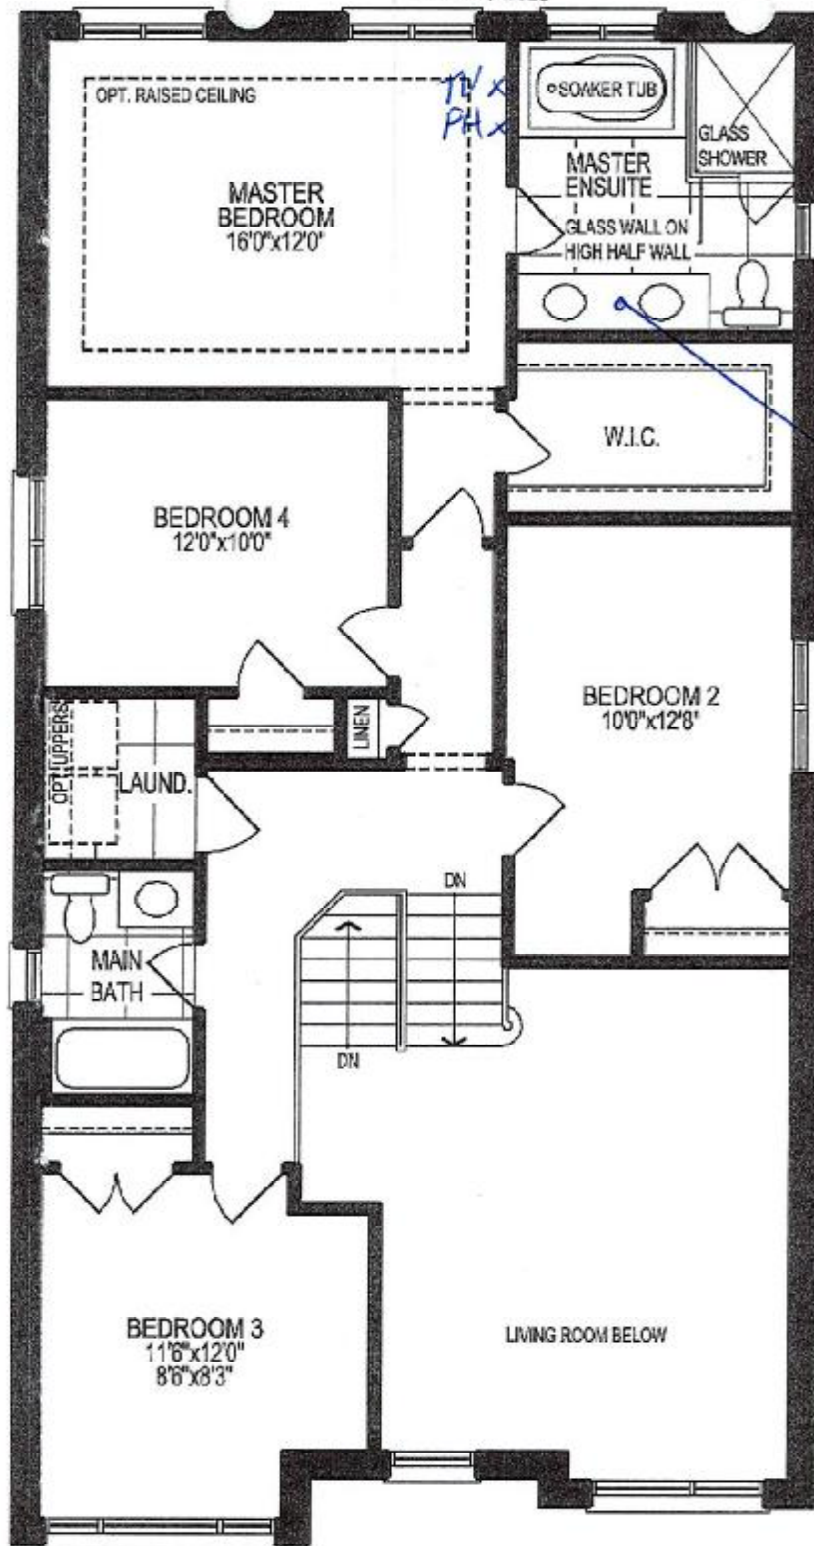 OPT. RAISED CEILING
TV x
PH x
SOAKER TUB
GLASS
SHOWER
MASTER
BEDROOM
16'0"x12'0"
MASTER
ENSUITE
GLASS WALL ON
HIGH HALF WALL
W.I.C.
BEDROOM 4
12'0"x10'0"
BEDROOM 2
10'0"x12'8"
OPT. UPPERS
LAUND.
LINEN
DN
DN
MAIN
BATH
BEDROOM 3
11'6"x12'0"
8'6"x8'3"
LIVING ROOM BELOW